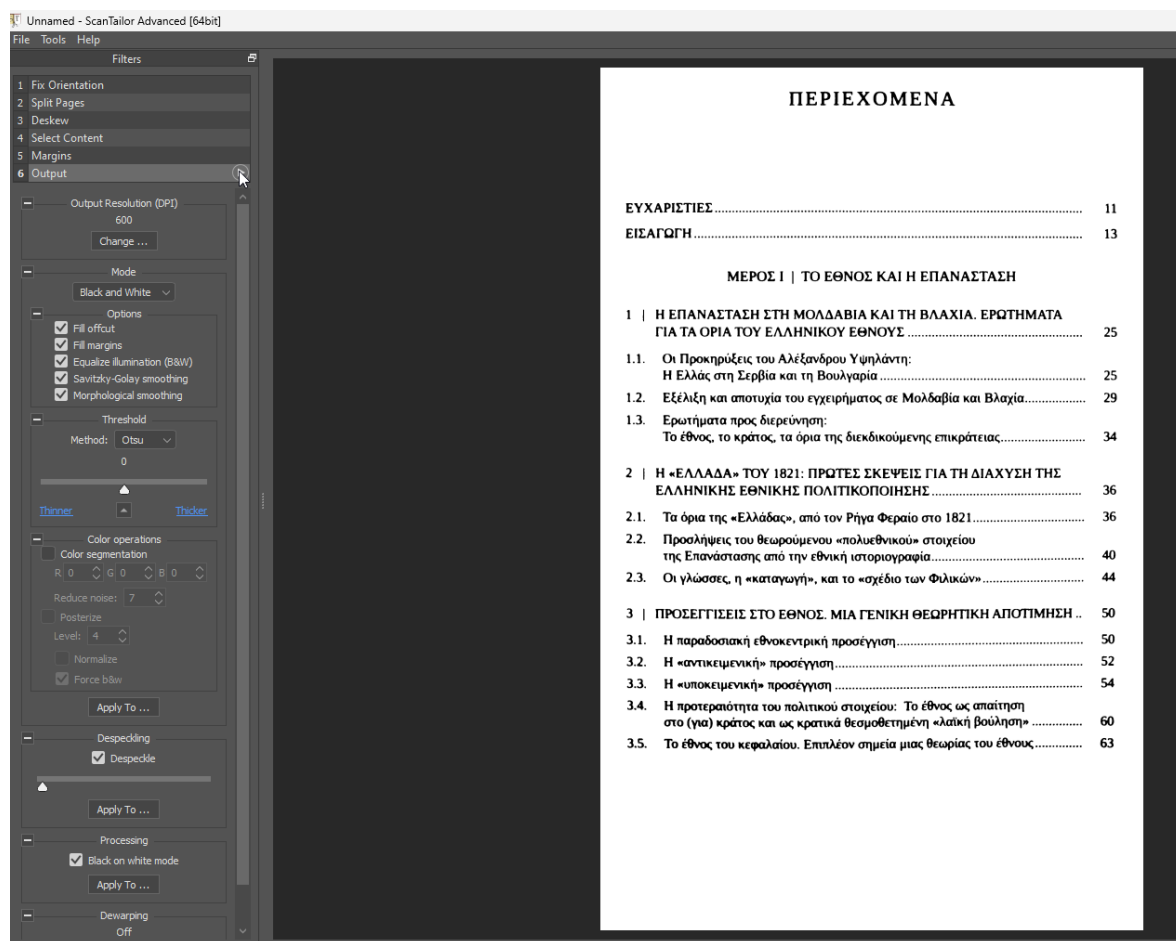 Unnamed - ScanTailor Advanced [64bit]
File Tools Help
Filters
1 Fix Orientation
2 Split Pages
3 Deskew
4 Select Content
5 Margins
6 Output
Output Resolution (DPI)
600
Change ...
Mode
Black and White
Options
Fill offcut
Fill margins
Equalize illumination (B&W)
Savitzky-Golay smoothing
Morphological smoothing
Threshold
Method: Otsu
0
Thinner Thicker
Color operations
Color segmentation
R 0 G 0 B 0
Reduce noise: 7
Posterize
Level: 4
Normalize
Force b&w
Apply To ...
Despeckling
Despeckle
Apply To ...
Processing
Black on white mode
Apply To ...
Dewarping
Off
ΠΕΡΙΕΧΟΜΕΝΑ
ΕΥΧΑΡΙΣΤΙΕΣ 11
ΕΙΣΑΓΩΓΗ 13
ΜΕΡΟΣ Ι | ΤΟ ΕΘΝΟΣ ΚΑΙ Η ΕΠΑΝΑΣΤΑΣΗ
1 | Η ΕΠΑΝΑΣΤΑΣΗ ΣΤΗ ΜΟΛΔΑΒΙΑ ΚΑΙ ΤΗ ΒΛΑΧΙΑ. ΕΡΩΤΗΜΑΤΑ
ΓΙΑ ΤΑ ΟΡΙΑ ΤΟΥ ΕΛΛΗΝΙΚΟΥ ΕΘΝΟΥΣ 25
1.1. Οι Προκηρύξεις του Αλέξανδρου Υψηλάντη:
Η Ελλάς στη Σερβία και τη Βουλγαρία 25
1.2. Εξέλιξη και αποτυχία του εγχειρήματος σε Μολδαβία και Βλαχία 29
1.3. Ερωτήματα προς διερεύνηση:
Το έθνος, το κράτος, τα όρια της διεκδικούμενης επικράτειας 34
2 | Η «ΕΛΛΑΔΑ» ΤΟΥ 1821: ΠΡΩΤΕΣ ΣΚΕΨΕΙΣ ΓΙΑ ΤΗ ΔΙΑΧΥΣΗ ΤΗΣ
ΕΛΛΗΝΙΚΗΣ ΕΘΝΙΚΗΣ ΠΟΛΙΤΙΚΟΠΟΙΗΣΗΣ 36
2.1. Τα όρια της «Ελλάδας», από τον Ρήγα Φεραίο στο 1821 36
2.2. Προσλήψεις του θεωρούμενου «πολυεθνικού» στοιχείου
της Επανάστασης από την εθνική ιστοριογραφία 40
2.3. Οι γλώσσες, η «καταγωγή», και το «σχέδιο των Φιλικών» 44
3 | ΠΡΟΣΕΓΓΙΣΕΙΣ ΣΤΟ ΕΘΝΟΣ. ΜΙΑ ΓΕΝΙΚΗ ΘΕΩΡΗΤΙΚΗ ΑΠΟΤΙΜΗΣΗ .. 50
3.1. Η παραδοσιακή εθνοκεντρική προσέγγιση 50
3.2. Η «αντικειμενική» προσέγγιση 52
3.3. Η «υποκειμενική» προσέγγιση 54
3.4. Η προτεραιότητα του πολιτικού στοιχείου: Το έθνος ως απαίτηση
στο (για) κράτος και ως κρατικά θεσμοθετημένη «λαϊκή βούληση» 60
3.5. Το έθνος του κεφαλαίου. Επιπλέον σημεία μιας θεωρίας του έθνους 63